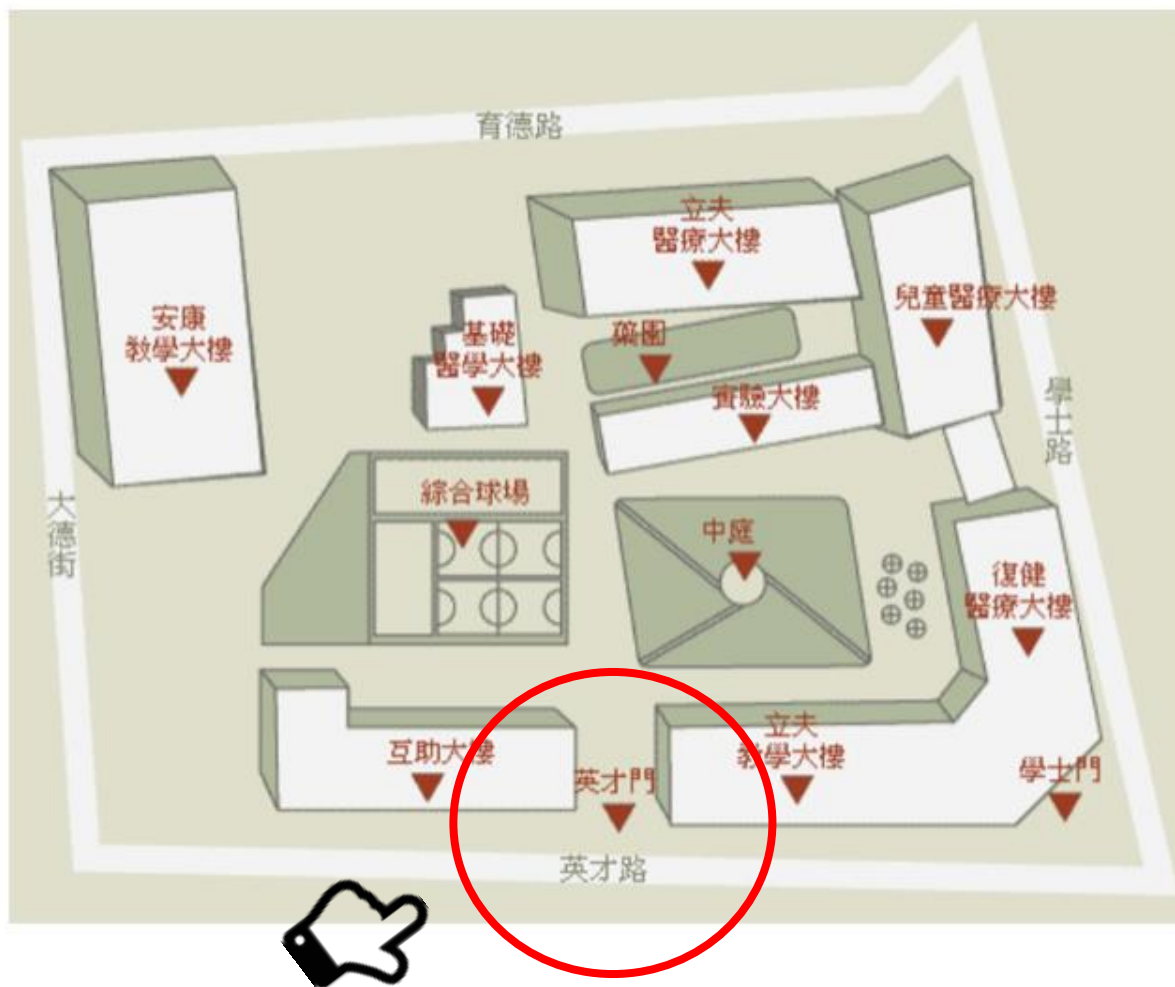 育德路
立夫
醫療大樓
兒童醫療大樓
安康
教學大樓
基礎
醫學大樓
藥園
實驗大樓
學士路
綜合球場
大德街
中庭
復健
醫療大樓
互助大樓
英才門
立夫
教學大樓
學士門
英才路